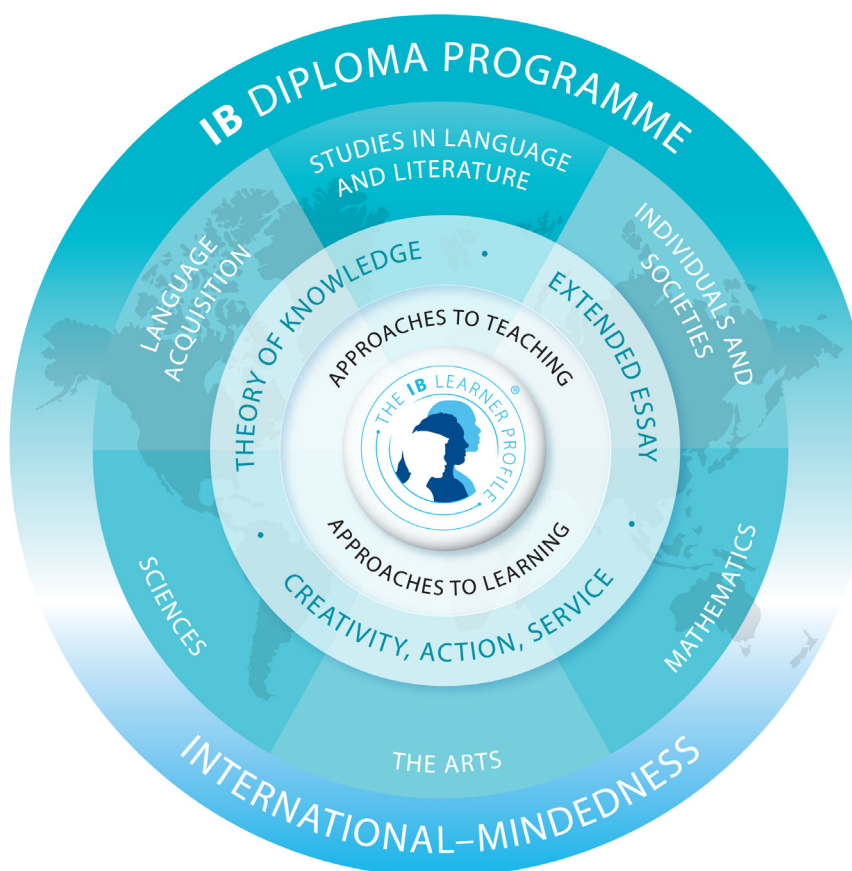 IB DIPLOMA PROGRAMME
STUDIES IN LANGUAGE
AND LITERATURE
LANGUAGE
ACQUISITION
INDIVIDUALS AND
SOCIETIES
THEORY OF KNOWLEDGE
•
EXTENDED ESSAY
APPROACHES TO TEACHING
• THE IB LEARNER PROFILE •
®
APPROACHES TO LEARNING
•
CREATIVITY, ACTION, SERVICE
•
SCIENCES
MATHEMATICS
THE ARTS
INTERNATIONAL–MINDEDNESS